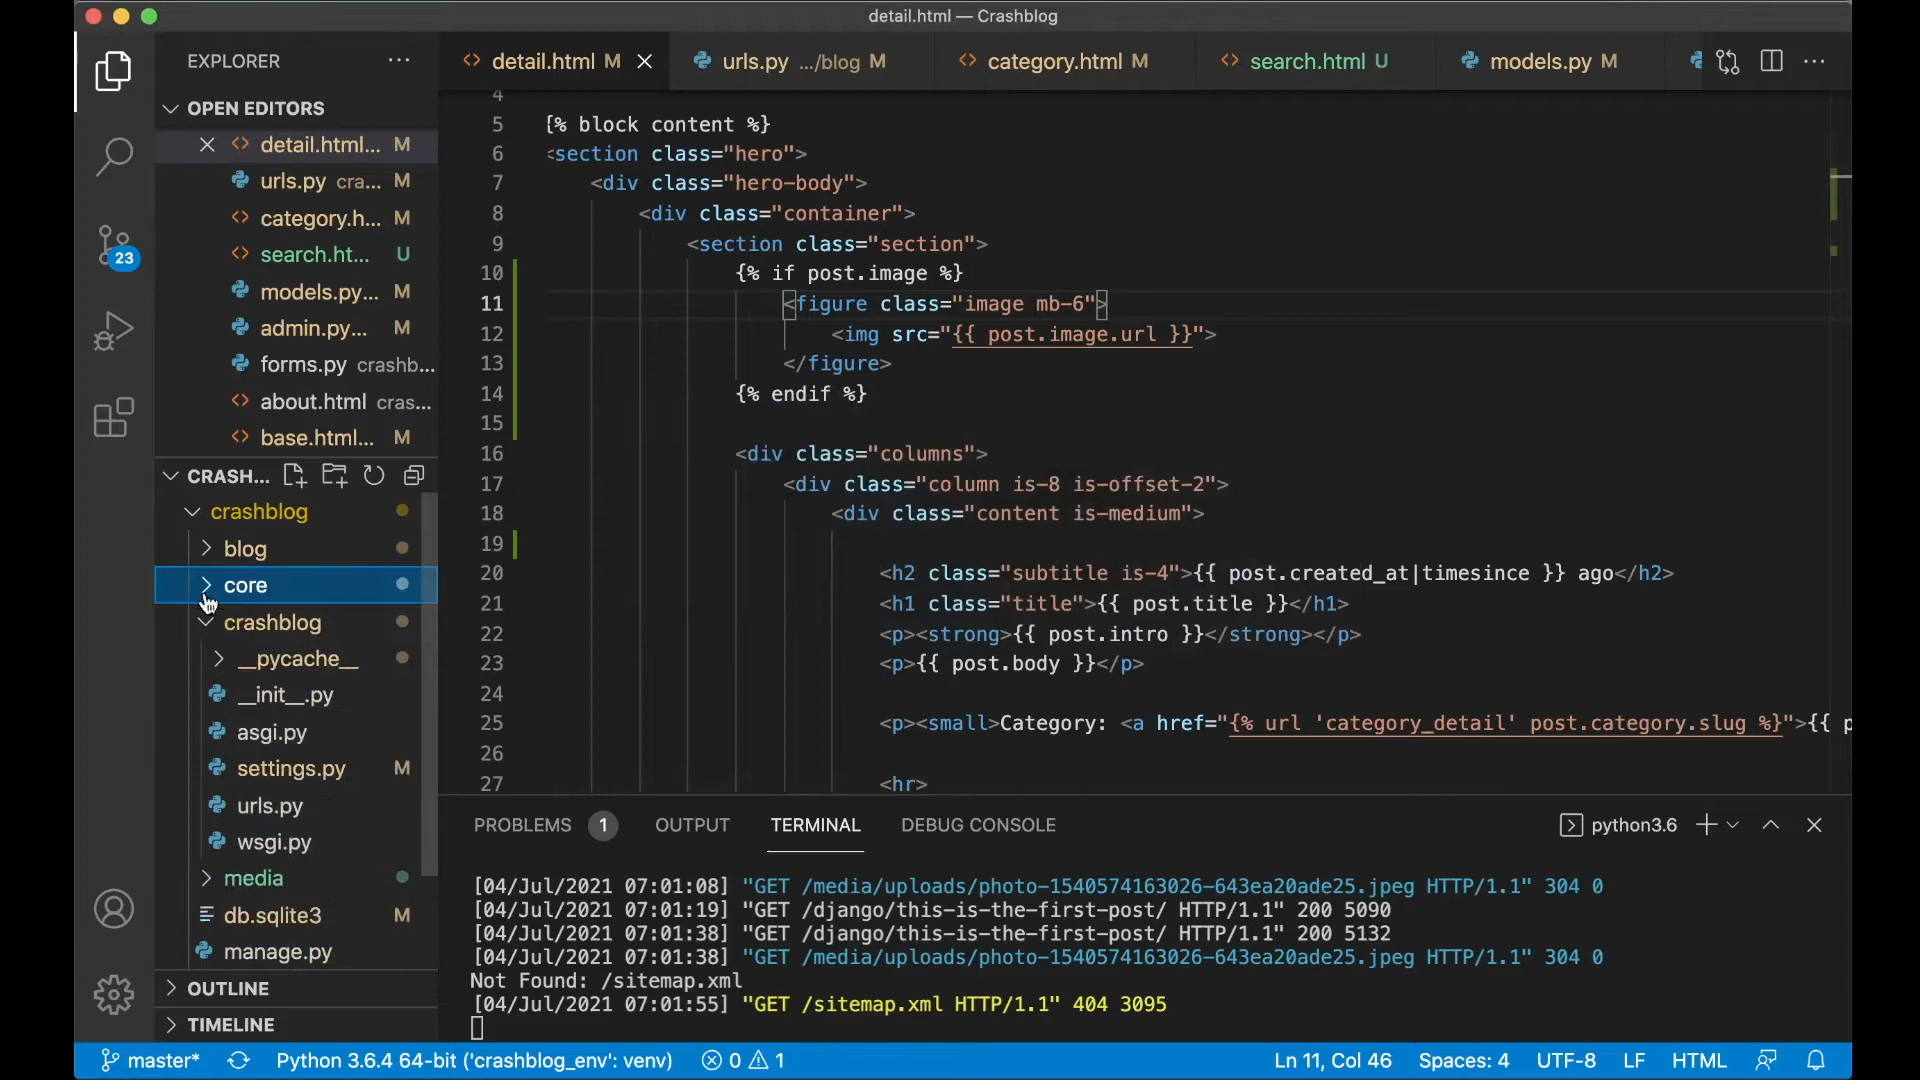 detail.html — Crashblog
EXPLORER
OPEN EDITORS
detail.html... M
urls.py cra... M
category.h... M
search.ht... U
models.py... M
admin.py... M
forms.py crashb...
about.html cras...
base.html... M
CRASH...
crashblog
blog
core
crashblog
__pycache__
__init__.py
asgi.py
settings.py M
urls.py
wsgi.py
media
db.sqlite3 M
manage.py
OUTLINE
TIMELINE
23
detail.html M
urls.py .../blog M
category.html M
search.html U
models.py M
4
5 {% block content %}
6 <section class="hero">
7 <div class="hero-body">
8 <div class="container">
9 <section class="section">
10 {% if post.image %}
11 <figure class="image mb-6">
12 <img src="{{ post.image.url }}">
13 </figure>
14 {% endif %}
15
16 <div class="columns">
17 <div class="column is-8 is-offset-2">
18 <div class="content is-medium">
19
20 <h2 class="subtitle is-4">{{ post.created_at|timesince }} ago</h2>
21 <h1 class="title">{{ post.title }}</h1>
22 <p><strong>{{ post.intro }}</strong></p>
23 <p>{{ post.body }}</p>
24
25 <p><small>Category: <a href="{% url 'category_detail' post.category.slug %}">{{ p
26
27 <hr>
PROBLEMS 1 OUTPUT TERMINAL DEBUG CONSOLE python3.6
[04/Jul/2021 07:01:08] "GET /media/uploads/photo-1540574163026-643ea20ade25.jpeg HTTP/1.1" 304 0
[04/Jul/2021 07:01:19] "GET /django/this-is-the-first-post/ HTTP/1.1" 200 5090
[04/Jul/2021 07:01:38] "GET /django/this-is-the-first-post/ HTTP/1.1" 200 5132
[04/Jul/2021 07:01:38] "GET /media/uploads/photo-1540574163026-643ea20ade25.jpeg HTTP/1.1" 304 0
Not Found: /sitemap.xml
[04/Jul/2021 07:01:55] "GET /sitemap.xml HTTP/1.1" 404 3095
master* Python 3.6.4 64-bit ('crashblog_env': venv) 0 1 Ln 11, Col 46 Spaces: 4 UTF-8 LF HTML